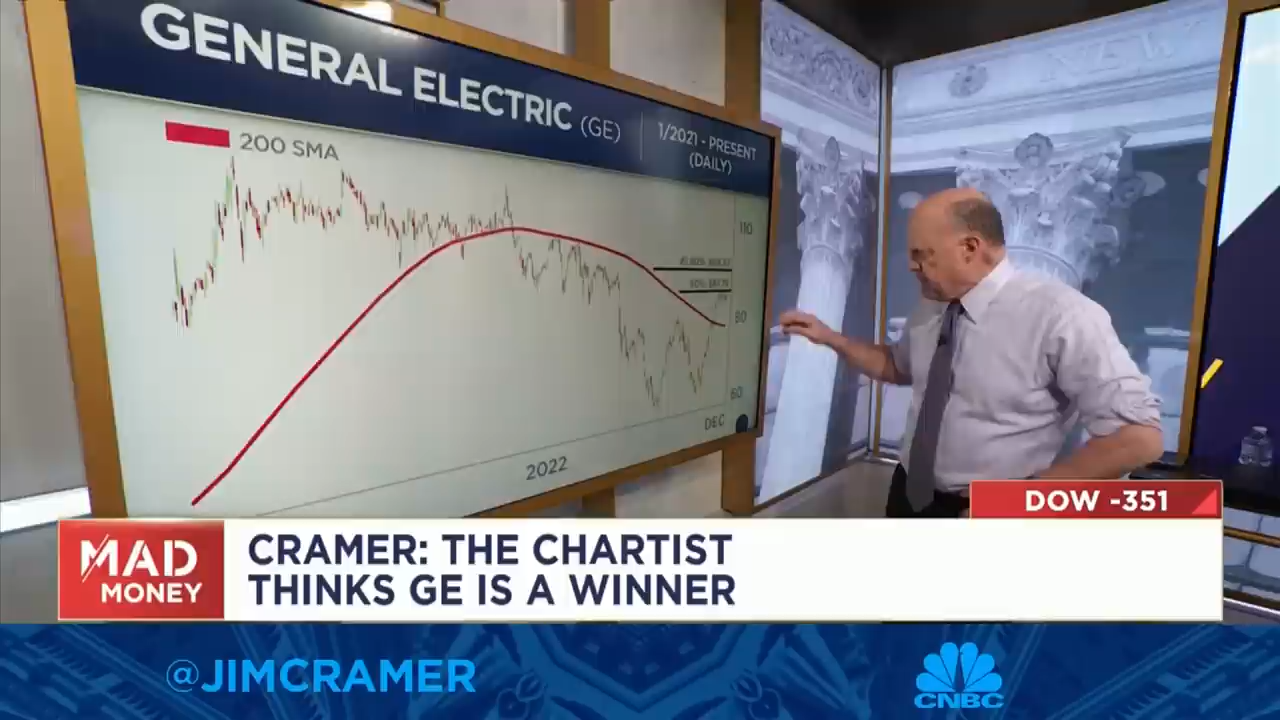 GENERAL ELECTRIC (GE)
1/2021 - PRESENT
(DAILY)
200 SMA
110
80
60
DEC
2022
NEW
DOW -351
MAD
MONEY
CRAMER: THE CHARTIST
THINKS GE IS A WINNER
@JIMCRAMER
CNBC